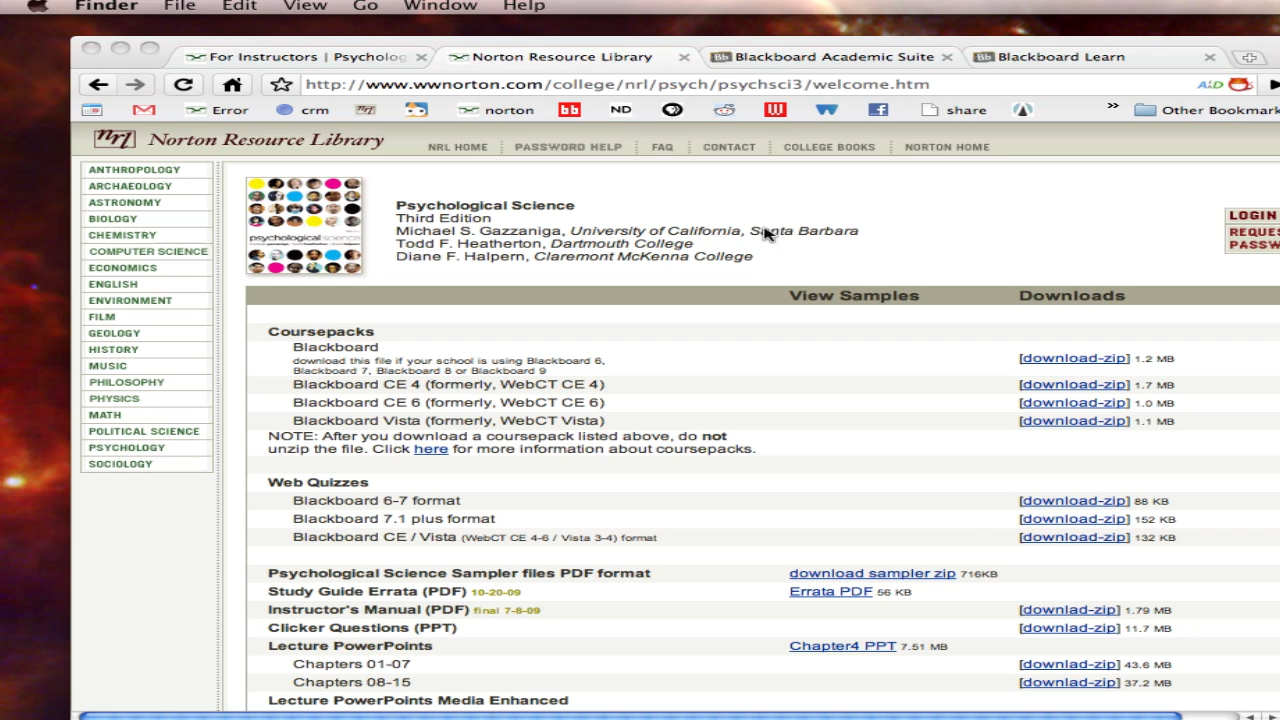 Finder File Edit View Go Window Help
For Instructors | Psycholog
Norton Resource Library
Blackboard Academic Suite
Blackboard Learn
http://www.wwnorton.com/college/nrl/psych/psychsci3/welcome.htm
Error crm norton bb ND share » Other Bookmark
nrl Norton Resource Library
NRL HOME PASSWORD HELP FAQ CONTACT COLLEGE BOOKS NORTON HOME
ANTHROPOLOGY
ARCHAEOLOGY
ASTRONOMY
BIOLOGY
CHEMISTRY
COMPUTER SCIENCE
ECONOMICS
ENGLISH
ENVIRONMENT
FILM
GEOLOGY
HISTORY
MUSIC
PHILOSOPHY
PHYSICS
MATH
POLITICAL SCIENCE
PSYCHOLOGY
SOCIOLOGY
psychological science
Psychological Science
Third Edition
Michael S. Gazzaniga, University of California, Santa Barbara
Todd F. Heatherton, Dartmouth College
Diane F. Halpern, Claremont McKenna College
LOGIN
REQUES
PASSW
View Samples Downloads
Coursepacks
Blackboard
download this file if your school is using Blackboard 6,
Blackboard 7, Blackboard 8 or Blackboard 9
[download-zip] 1.2 MB
Blackboard CE 4 (formerly, WebCT CE 4) [download-zip] 1.7 MB
Blackboard CE 6 (formerly, WebCT CE 6) [download-zip] 1.0 MB
Blackboard Vista (formerly, WebCT Vista) [download-zip] 1.1 MB
NOTE: After you download a coursepack listed above, do not
unzip the file. Click here for more information about coursepacks.
Web Quizzes
Blackboard 6-7 format [download-zip] 88 KB
Blackboard 7.1 plus format [download-zip] 152 KB
Blackboard CE / Vista (WebCT CE 4-6 / Vista 3-4) format [download-zip] 132 KB
Psychological Science Sampler files PDF format download sampler zip 716KB
Study Guide Errata (PDF) 10-20-09 Errata PDF 56 KB
Instructor's Manual (PDF) final 7-8-09 [downlad-zip] 1.79 MB
Clicker Questions (PPT) [downlad-zip] 11.7 MB
Lecture PowerPoints Chapter4 PPT 7.51 MB
Chapters 01-07 [downlad-zip] 43.6 MB
Chapters 08-15 [downlad-zip] 37.2 MB
Lecture PowerPoints Media Enhanced